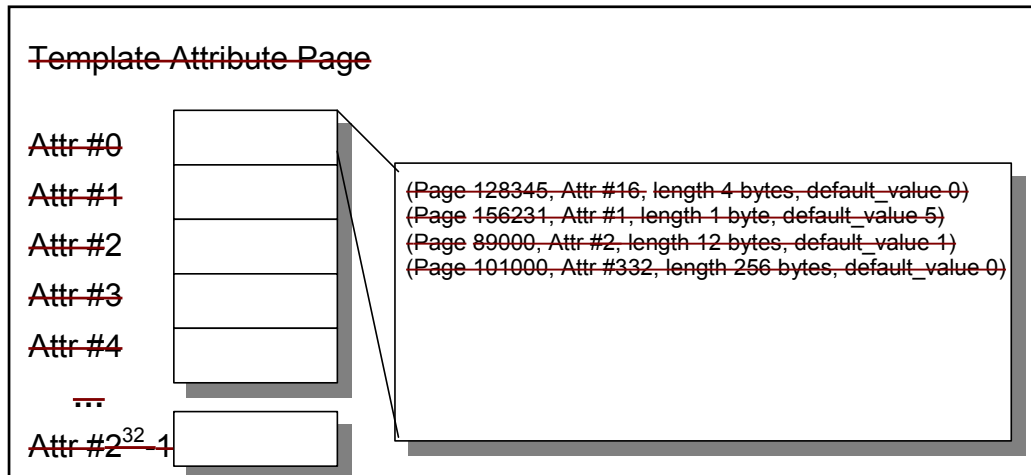 Template Attribute Page
Attr #0
Attr #1
Attr #2
Attr #3
Attr #4
...
Attr #2^32-1
(Page 128345, Attr #16, length 4 bytes, default_value 0)
(Page 156231, Attr #1, length 1 byte, default_value 5)
(Page 89000, Attr #2, length 12 bytes, default_value 1)
(Page 101000, Attr #332, length 256 bytes, default_value 0)